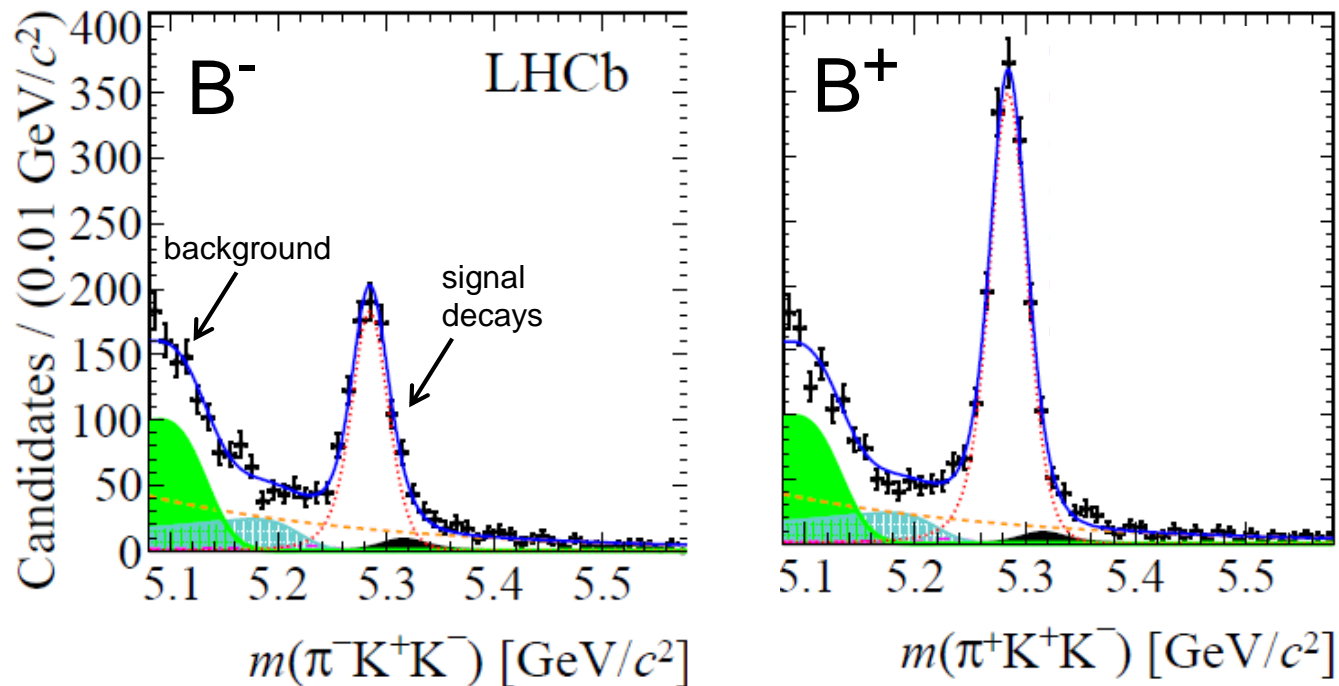 Candidates / (0.01 GeV/c²)
400
350
300
250
200
150
100
50
0
B⁻
LHCb
background
signal
decays
5.1 5.2 5.3 5.4 5.5
m(π⁻K⁺K⁻) [GeV/c²]
B⁺
5.1 5.2 5.3 5.4 5.5
m(π⁺K⁺K⁻) [GeV/c²]